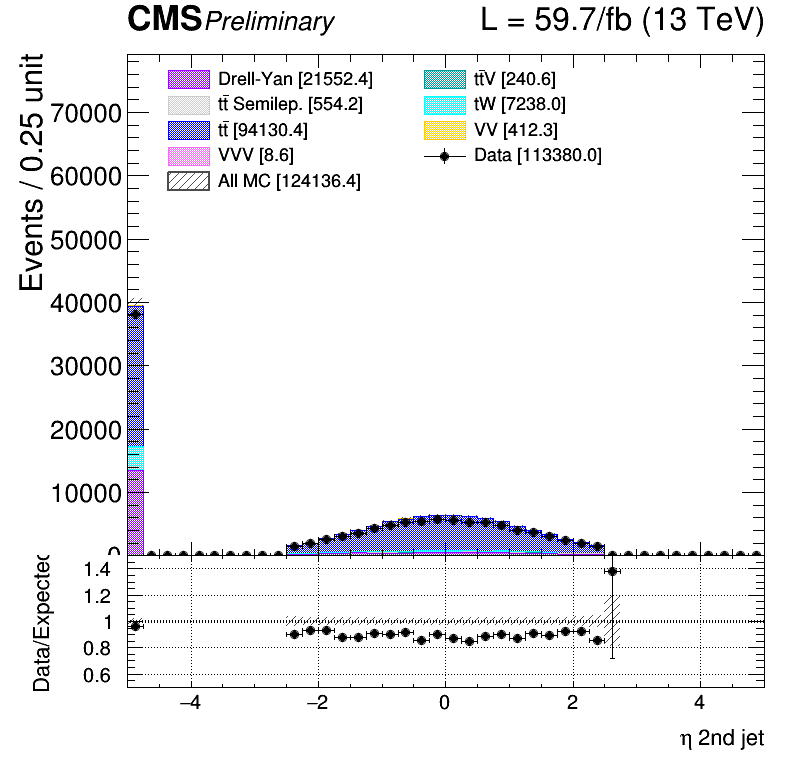 CMS Preliminary L = 59.7/fb (13 TeV)
Events / 0.25 unit
Drell-Yan [21552.4]
tt̄ Semilep. [554.2]
tt̄ [94130.4]
VVV [8.6]
All MC [124136.4]
tt̄V [240.6]
tW [7238.0]
VV [412.3]
Data [113380.0]
70000
60000
50000
40000
30000
20000
10000
0
Data/Expected
1.4
1.2
1
0.8
0.6
−4 −2 0 2 4
η 2nd jet